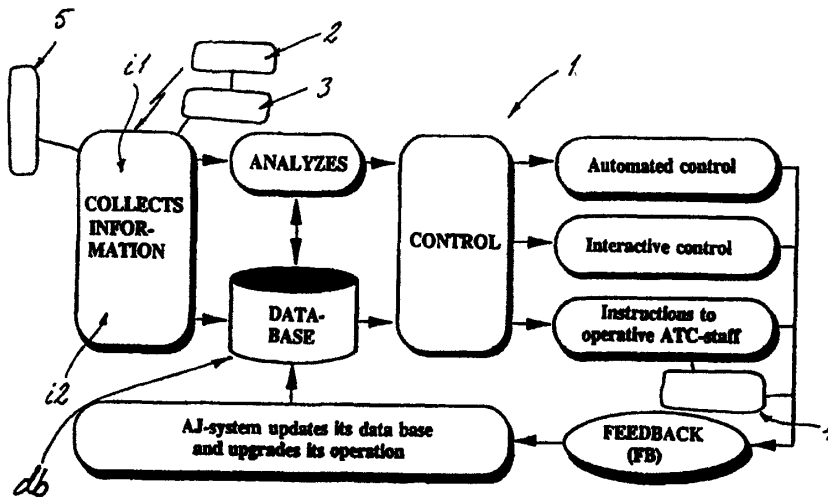 5
i1
2
3
1
COLLECTS
INFOR-
MATION
i2
ANALYZES
DATA-
BASE
CONTROL
Automated control
Interactive control
Instructions to
operative ATC-staff
AJ-system updates its data base
and upgrades its operation
FEEDBACK
(FB)
db